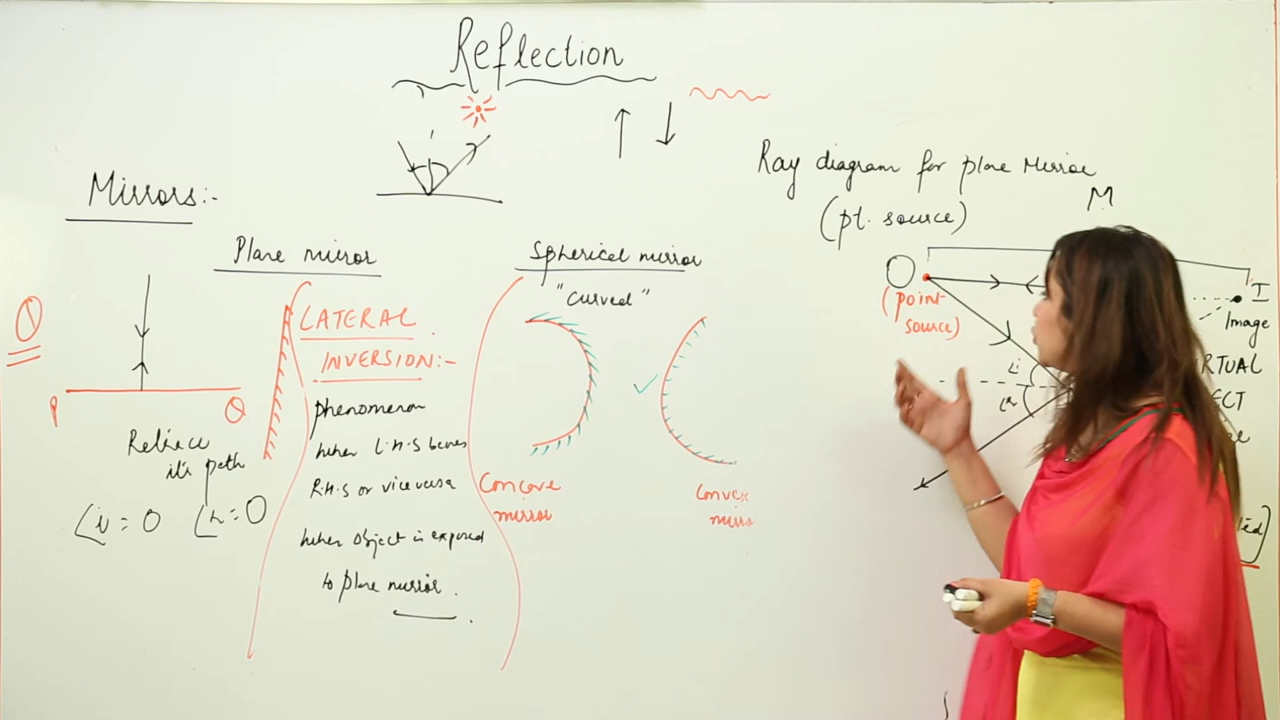 Reflection
Mirrors:-
Plane mirror
LATERAL
INVERSION:-
phenomenon
when L.H.S comes
R.H.S or vice versa
when object is exposed
to plane mirror.
P
Q
Retrace
its path
∠i = 0 ∠r = 0
Spherical mirror
"Curved"
Concave
mirror
Convex
mirro
Ray diagram for plane Mirror
(pt. source)
M
O
(point-
source)
I
Image
∠i
∠r
RTUAL
ECT